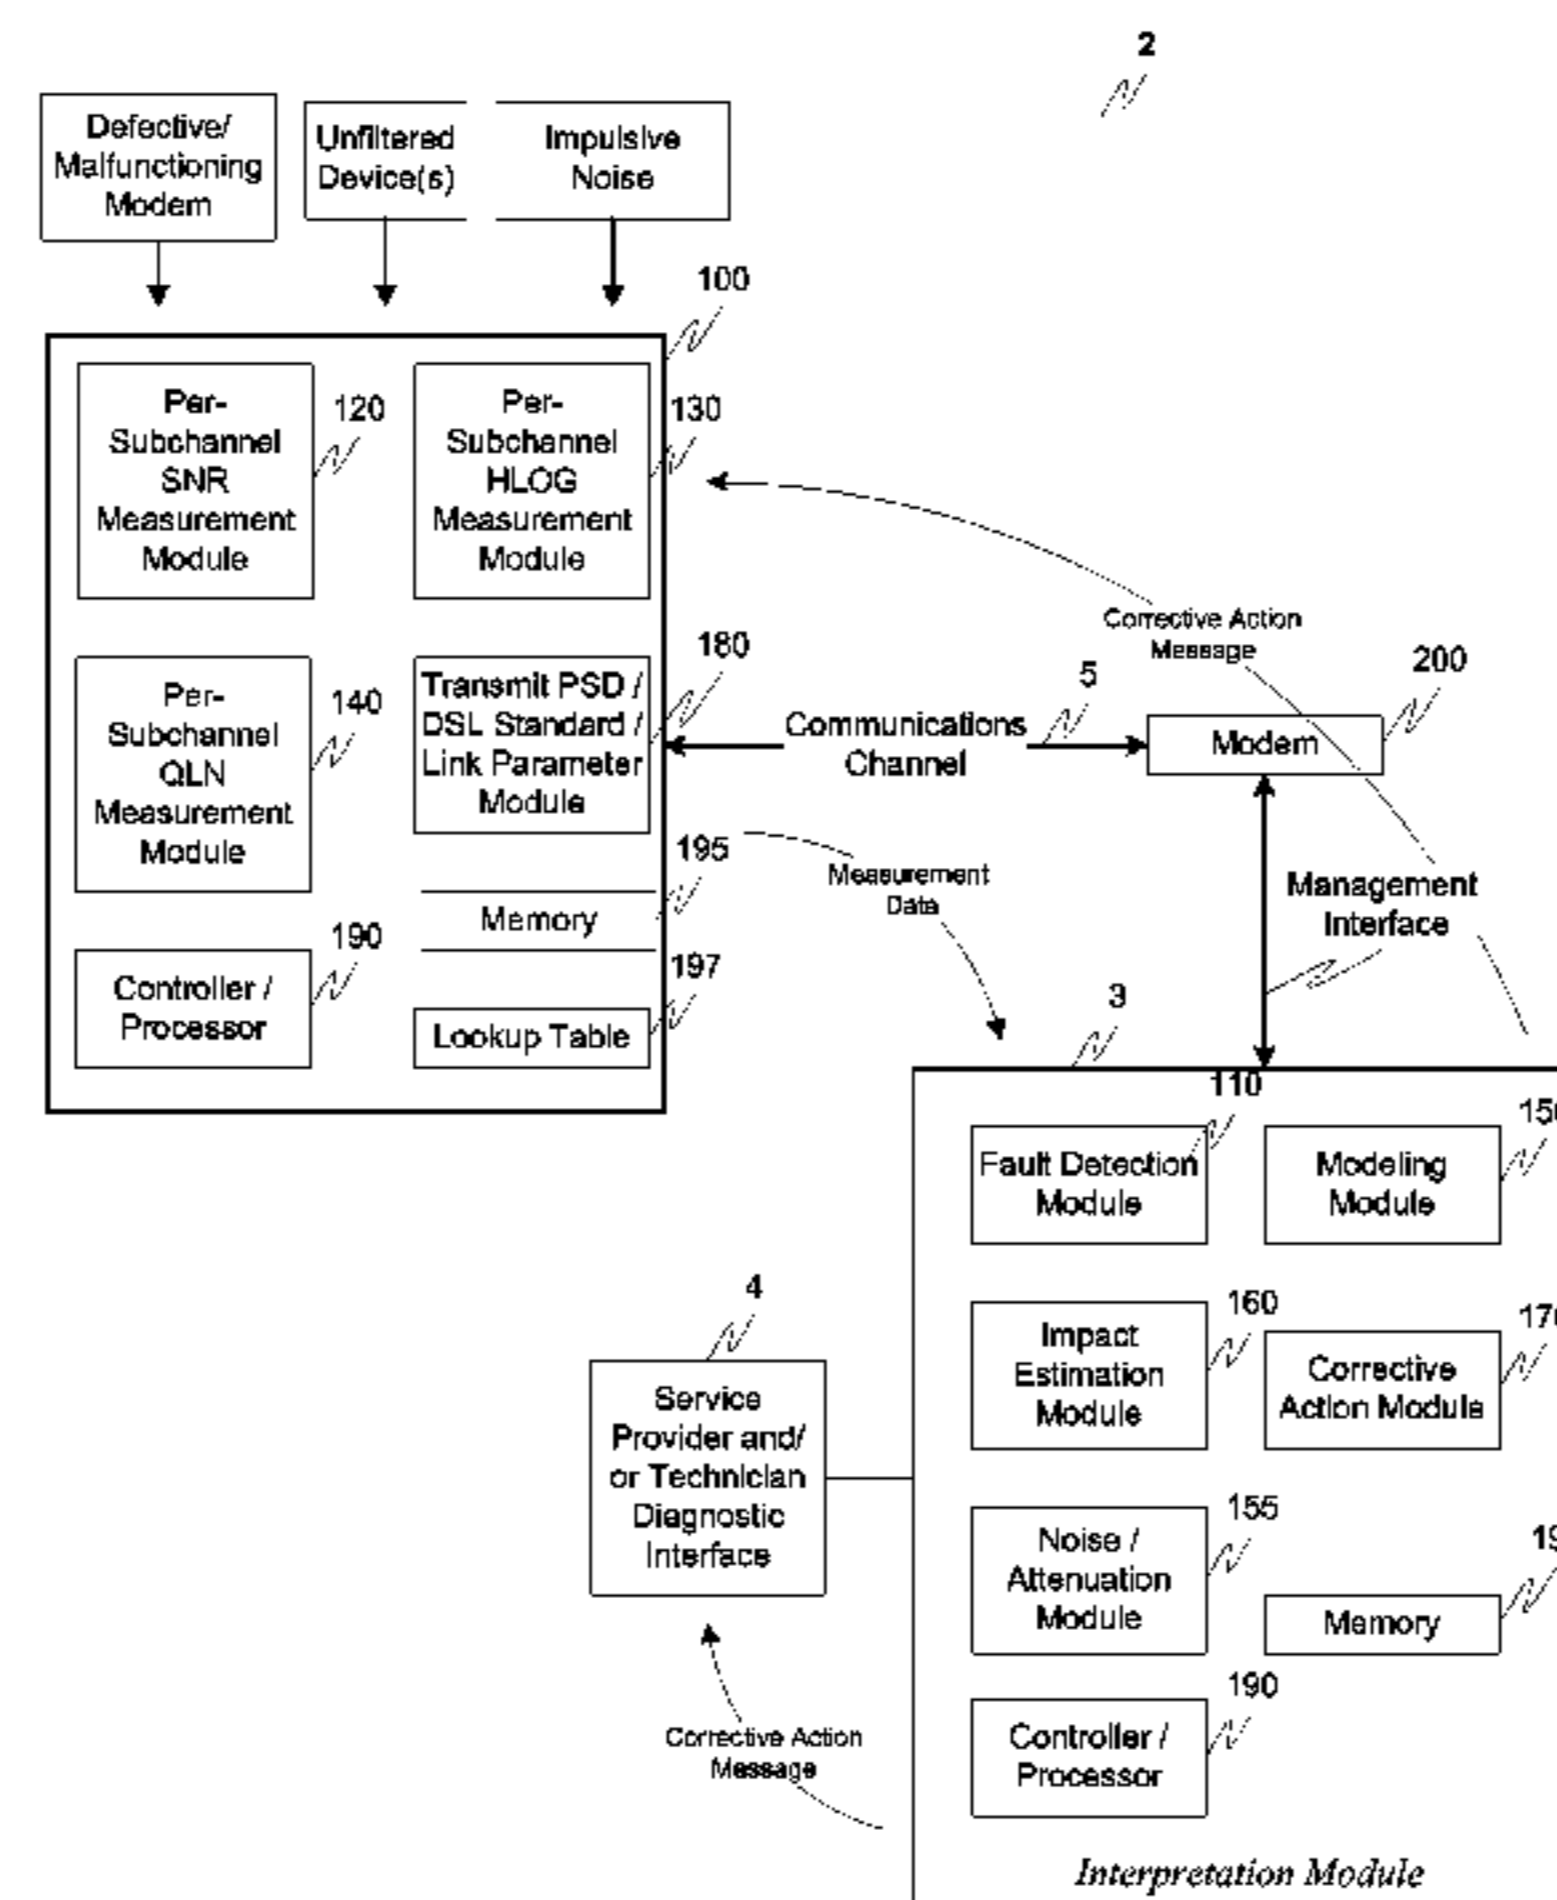 2
Defective/
Malfunctioning
Modem
Unfiltered
Device(s)
Impulsive
Noise
100
Per-
Subchannel
SNR
Measurement
Module
120
Per-
Subchannel
HLOG
Measurement
Module
130
Corrective Action
Message
Per-
Subchannel
QLN
Measurement
Module
140
Transmit PSD /
DSL Standard /
Link Parameter
Module
180
Communications
Channel
5
Modem
200
Memory
195
Measurement
Data
Management
Interface
Controller /
Processor
190
Lookup Table
197
3
Fault Detection
Module
110
Modeling
Module
Impact
Estimation
Module
160
Corrective
Action Module
4
Service
Provider and/
or Technician
Diagnostic
Interface
Noise /
Attenuation
Module
155
Memory
Controller /
Processor
190
Corrective Action
Message
Interpretation Module